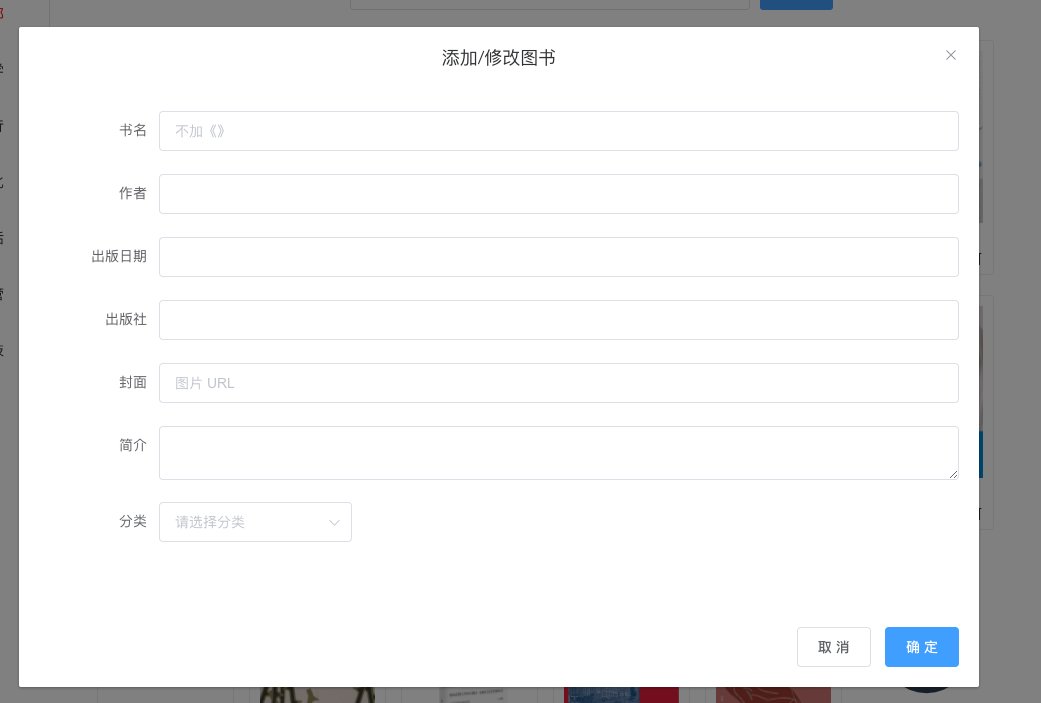 添加/修改图书
书名
不加《》
作者
出版日期
出版社
封面
图片 URL
简介
分类
请选择分类
取 消
确 定